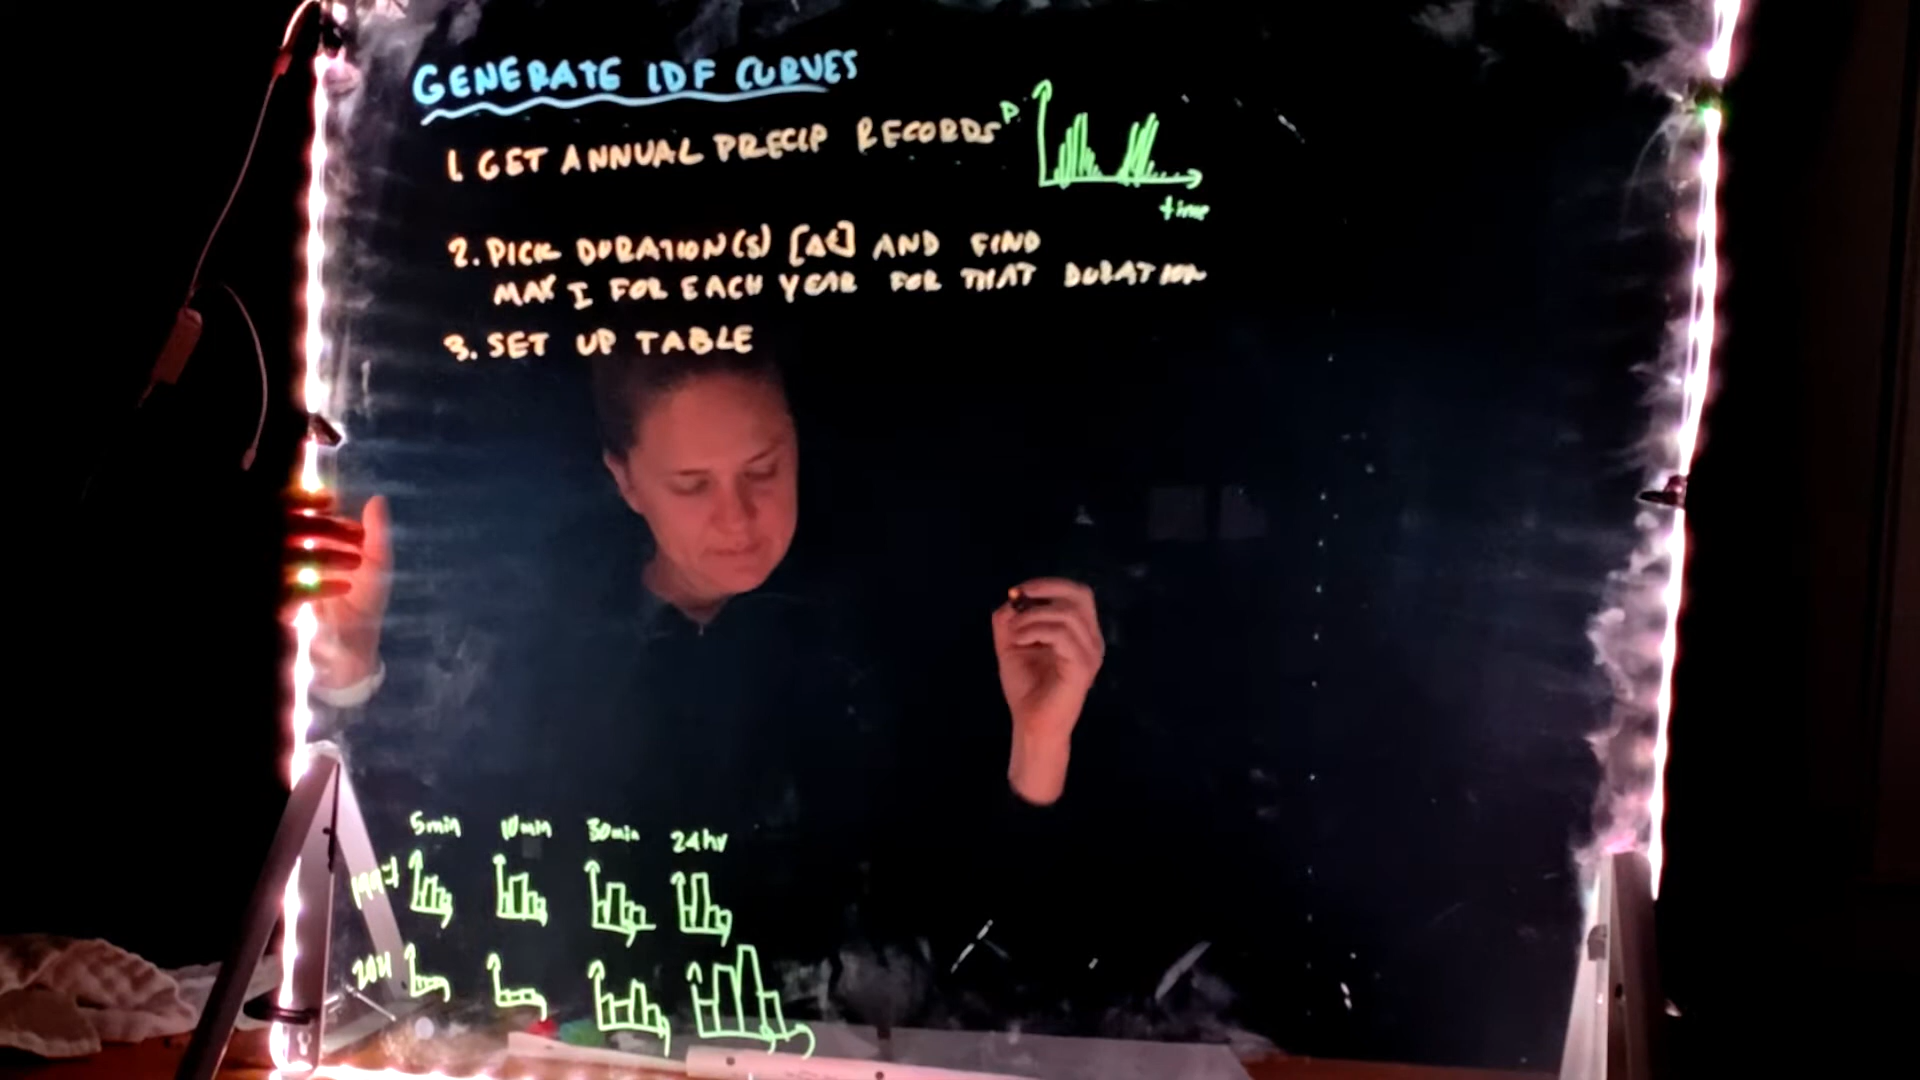 GENERATE IDF CURVES
1. GET ANNUAL PRECIP RECORDS
P
time
2. PICK DURATION(S) [Δt] AND FIND
MAX I FOR EACH YEAR FOR THAT DURATION
3. SET UP TABLE
5min 10min 30min 24hr
2021